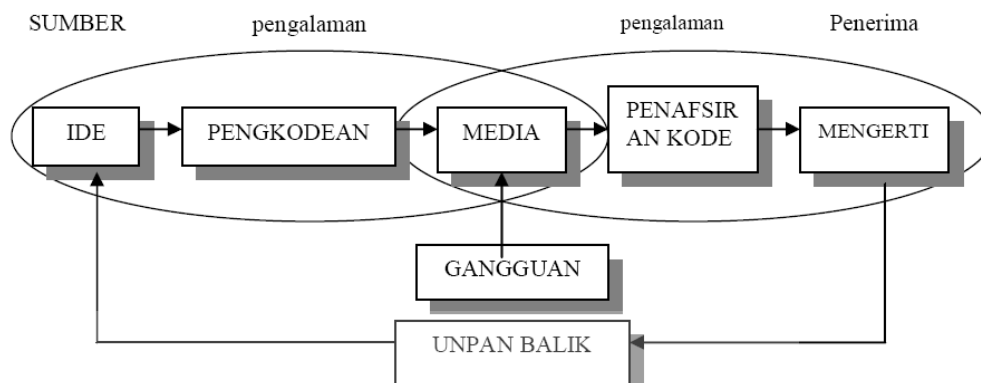 SUMBER
pengalaman
pengalaman
Penerima
IDE
PENGKODEAN
MEDIA
PENAFSIR
AN KODE
MENGERTI
GANGGUAN
UNPAN BALIK